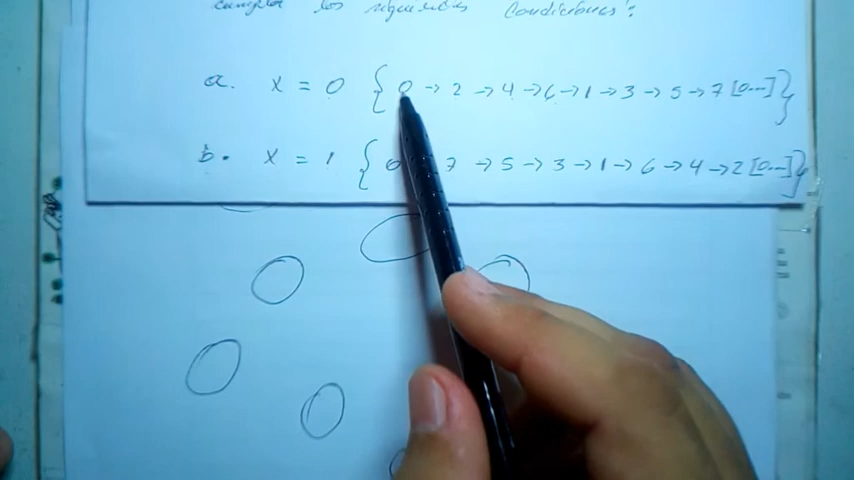 cumpla los siguientes condiciones:
a. x = 0 { 0 → 2 → 4 → 6 → 1 → 3 → 5 → 7 [0...] }
b. x = 1 { 0 7 → 5 → 3 → 1 → 6 → 4 → 2 [0...] }